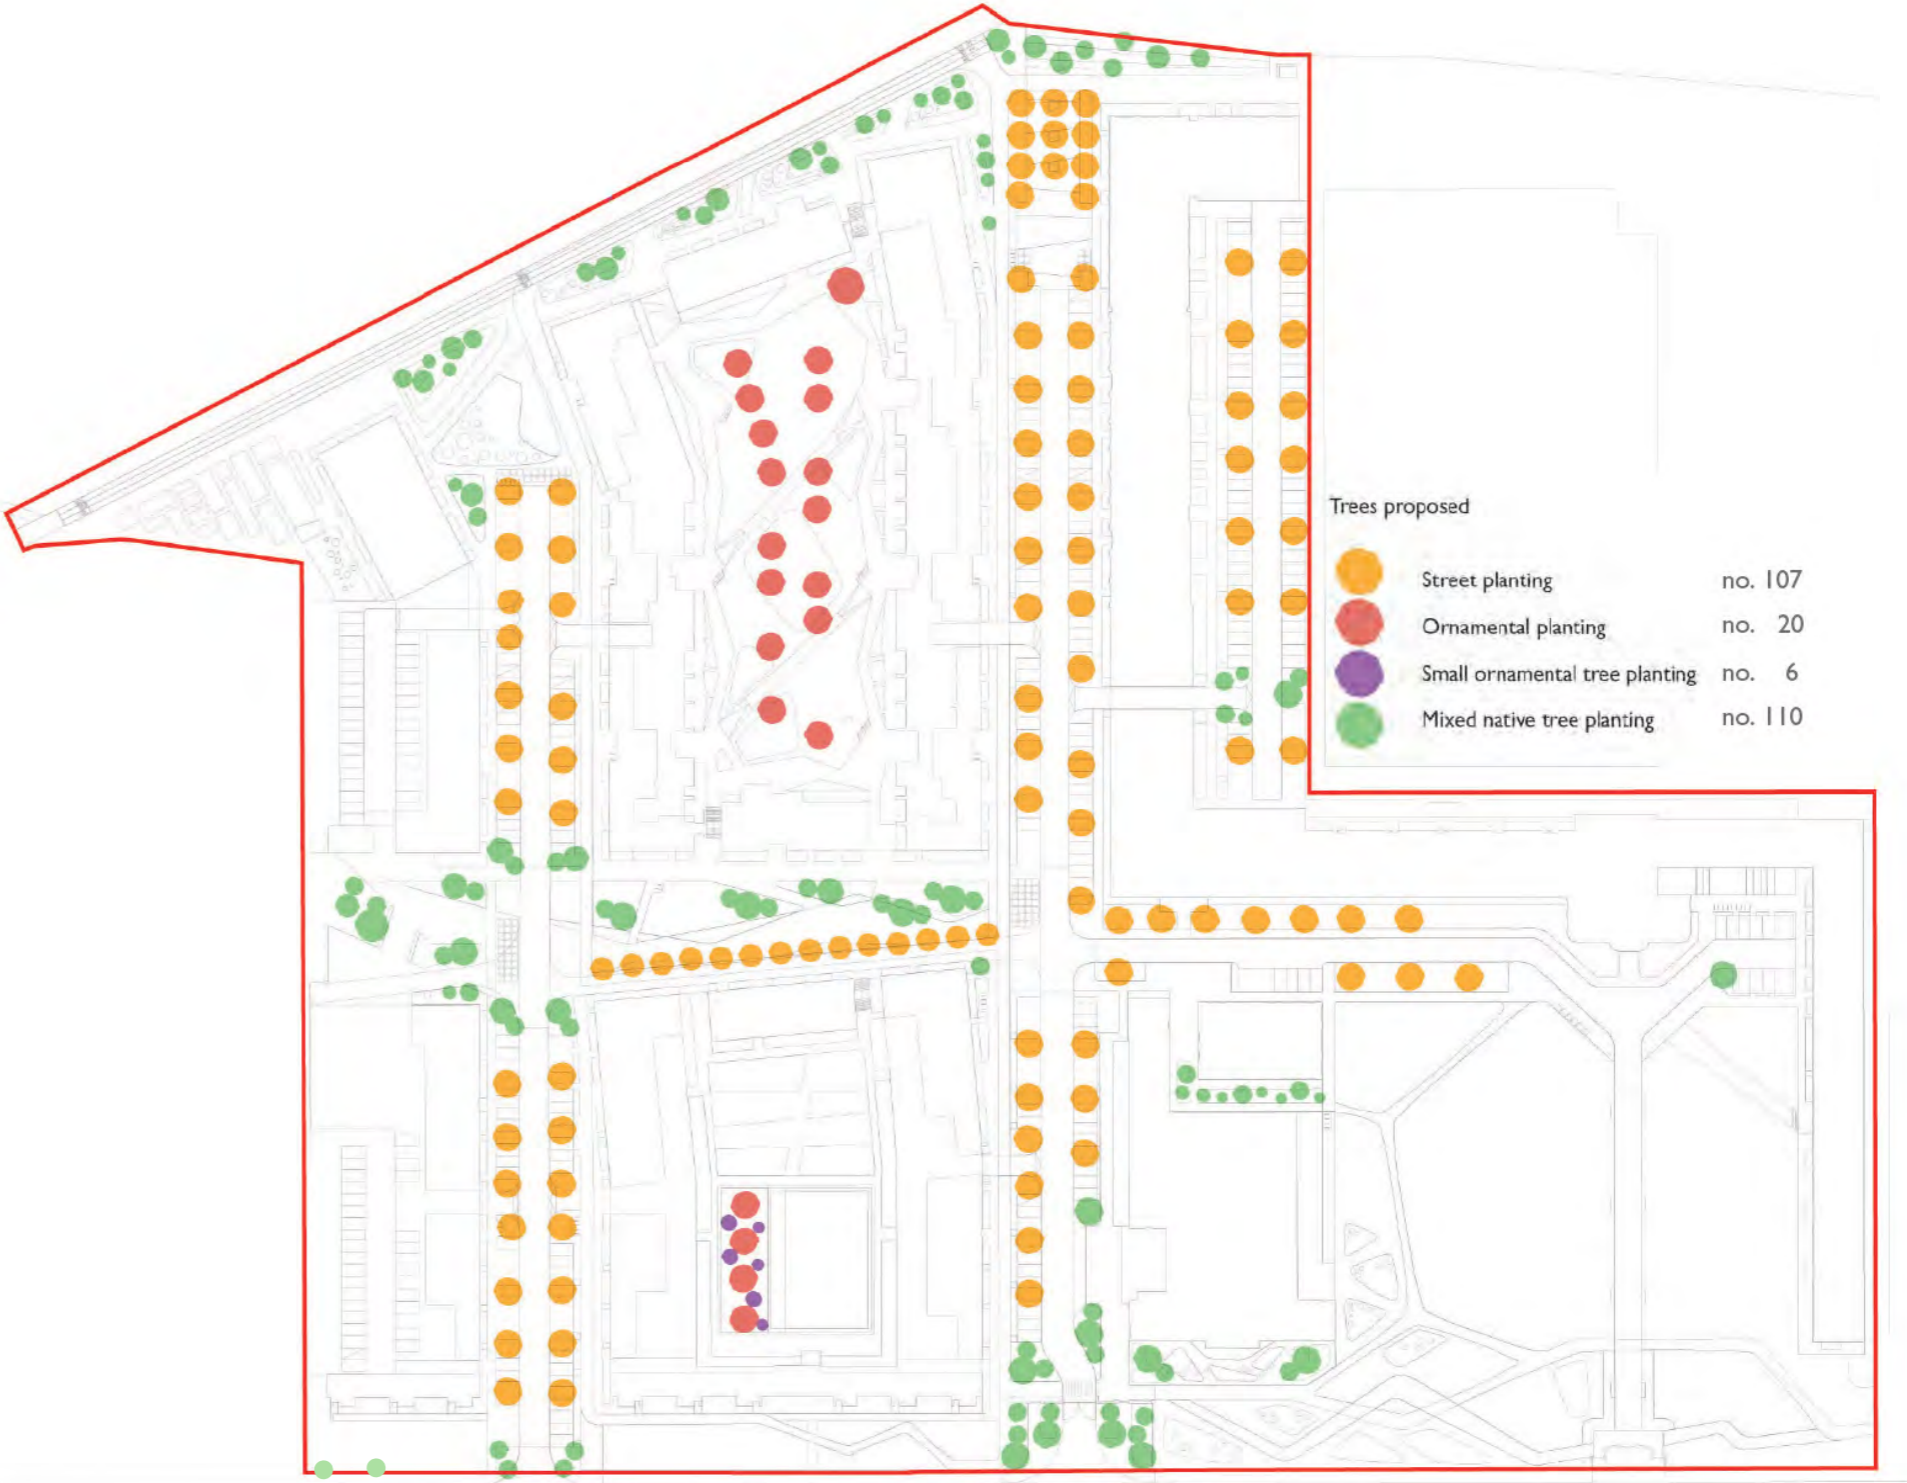 Trees proposed
Street planting no. 107
Ornamental planting no. 20
Small ornamental tree planting no. 6
Mixed native tree planting no. 110